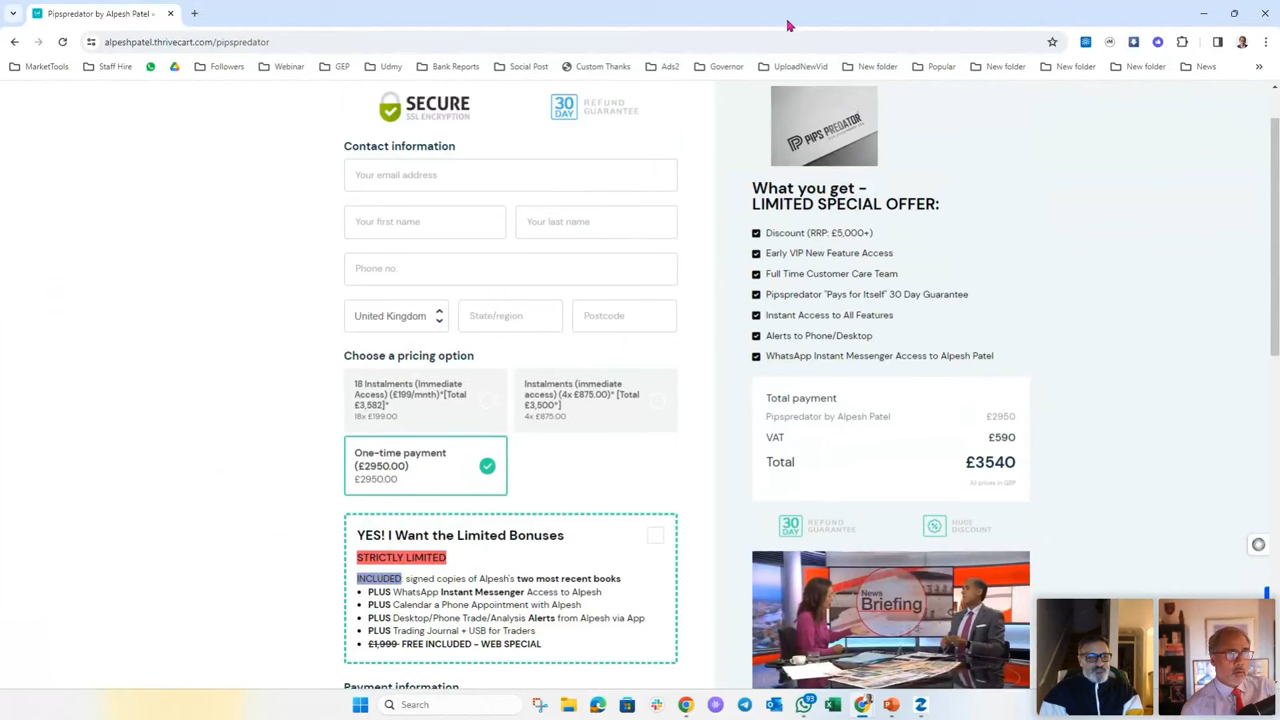 Pipspredator by Alpesh Patel -
alpeshpatel.thrivecart.com/pipspredator
MarketTools
Staff Hire
Followers
Webinar
GEP
Udmy
Bank Reports
Social Post
Custom Thanks
Ads2
Governor
UploadNewVid
New folder
Popular
New folder
New folder
New folder
News
»
SECURE
SSL ENCRYPTION
30
DAY
REFUND
GUARANTEE
Contact information
Your email address
Your first name
Your last name
Phone no.
United Kingdom
State/region
Postcode
Choose a pricing option
18 Instalments (Immediate
Access) (£199/mnth)*[Total
£3,582]*
18x £199.00
Instalments (immediate
access) (4x £875.00)* [Total
£3,500*]
4x £875.00
One-time payment
(£2950.00)
£2950.00
YES! I Want the Limited Bonuses
STRICTLY LIMITED
INCLUDED: signed copies of Alpesh's two most recent books
• PLUS WhatsApp Instant Messenger Access to Alpesh
• PLUS Calendar a Phone Appointment with Alpesh
• PLUS Desktop/Phone Trade/Analysis Alerts from Alpesh via App
• PLUS Trading Journal + USB for Traders
• £1,999 FREE INCLUDED - WEB SPECIAL
Payment information
PIPS PREDATOR
What you get -
LIMITED SPECIAL OFFER:
Discount (RRP: £5,000+)
Early VIP New Feature Access
Full Time Customer Care Team
Pipspredator "Pays for Itself" 30 Day Guarantee
Instant Access to All Features
Alerts to Phone/Desktop
WhatsApp Instant Messenger Access to Alpesh Patel
Total payment
Pipspredator by Alpesh Patel £2950
VAT £590
Total £3540
All prices in GBP
30
DAY
REFUND
GUARANTEE
HUGE
DISCOUNT
News
Briefing
Search
93